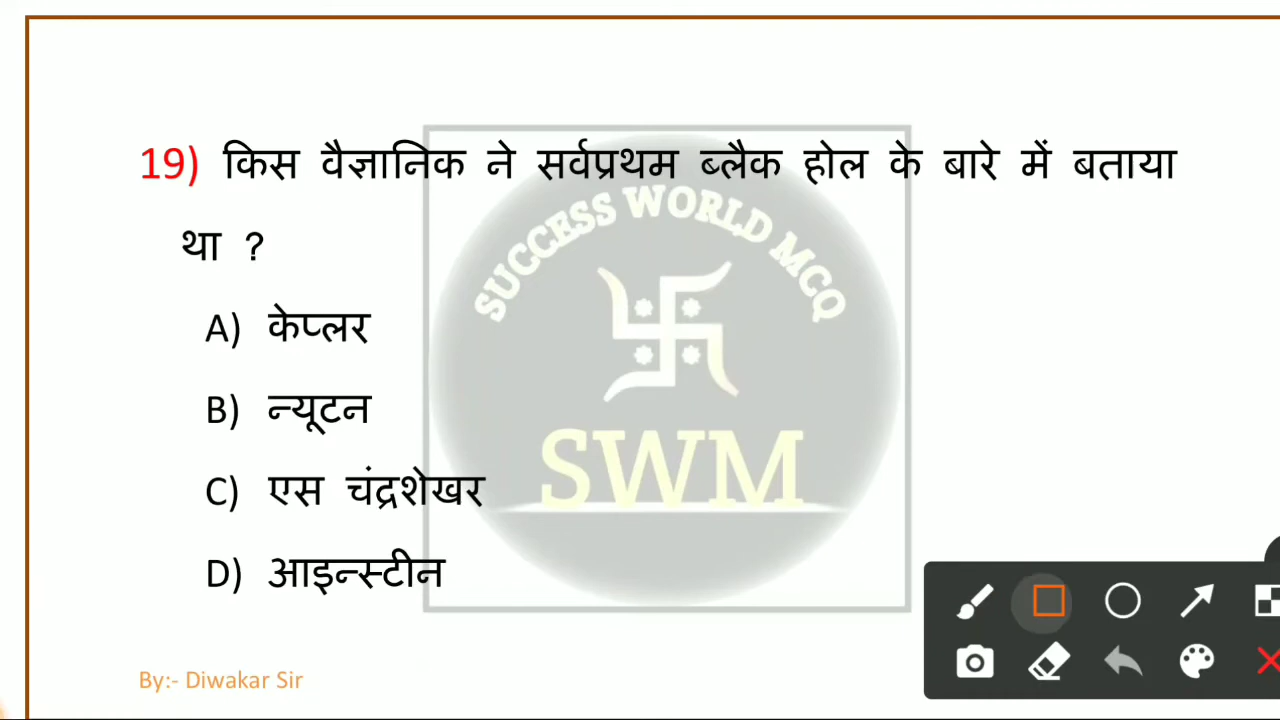 19) किस वैज्ञानिक ने सर्वप्रथम ब्लैक होल के बारे में बताया
था ?
A) केप्लर
B) न्यूटन
C) एस चंद्रशेखर
D) आइन्स्टीन
SUCCESS WORLD MCQ
SWM
By:- Diwakar Sir